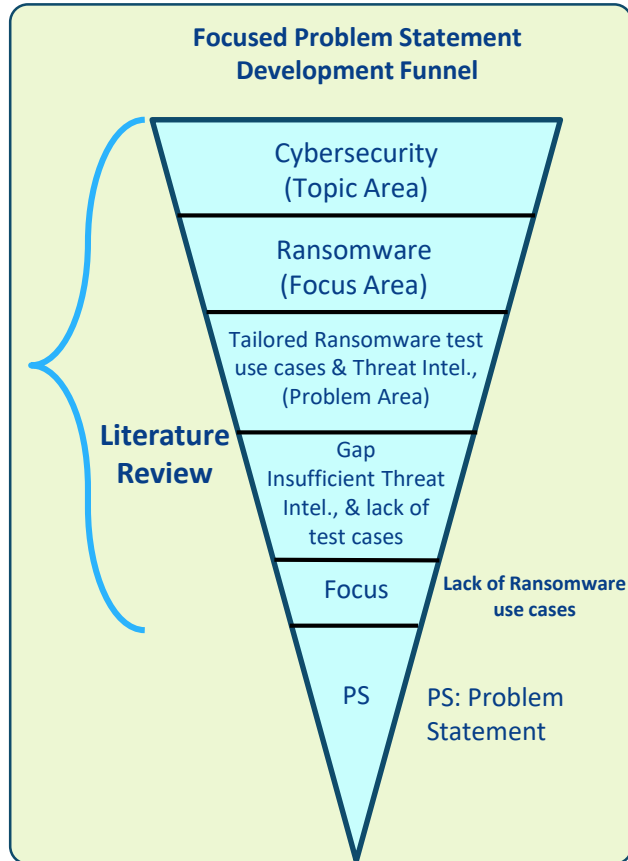 Focused Problem Statement
Development Funnel
Cybersecurity
(Topic Area)
Ransomware
(Focus Area)
Tailored Ransomware test
use cases & Threat Intel.,
(Problem Area)
Literature
Review
Gap
Insufficient Threat
Intel., & lack of
test cases
Focus
Lack of Ransomware
use cases
PS
PS: Problem
Statement